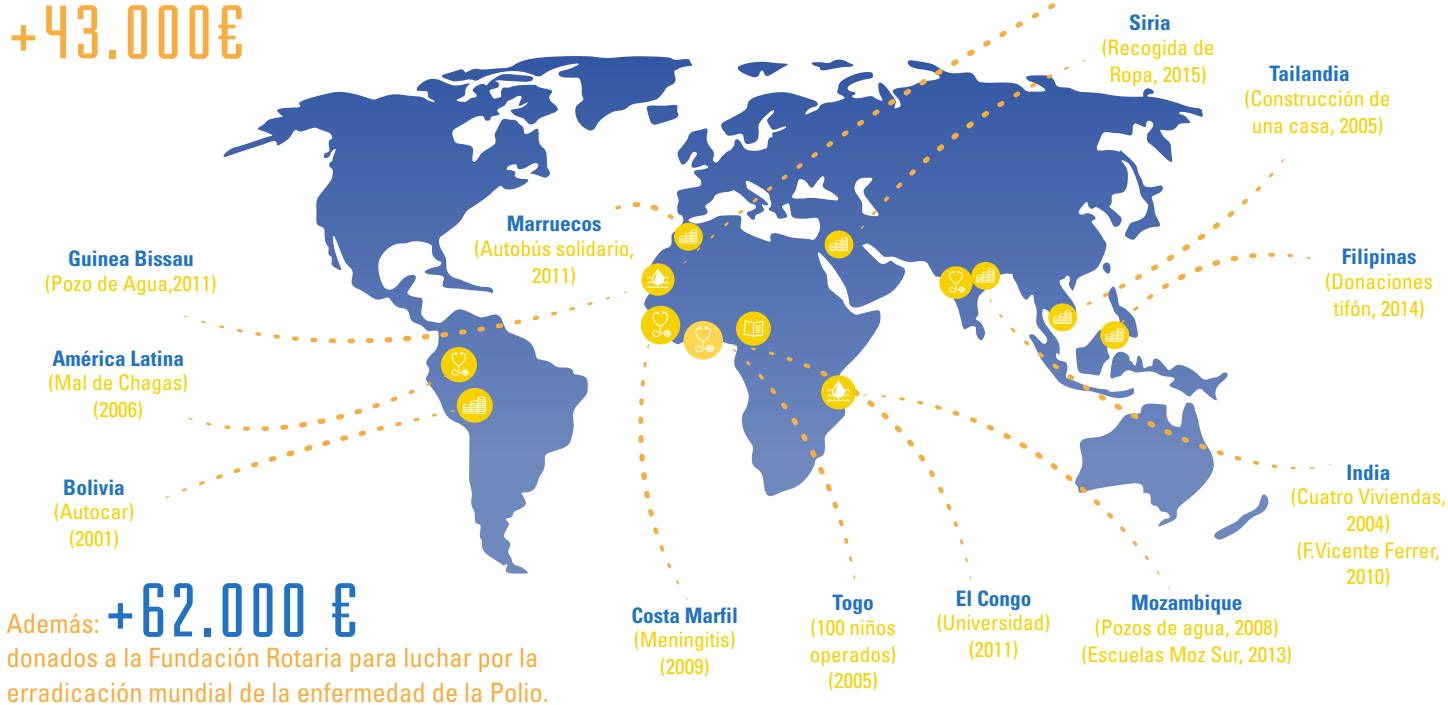 +43.000€
Siria
(Recogida de
Ropa, 2015)
Tailandia
(Construcción de
una casa, 2005)
Marruecos
(Autobús solidario,
2011)
Guinea Bissau
(Pozo de Agua,2011)
Filipinas
(Donaciones
tifón, 2014)
América Latina
(Mal de Chagas)
(2006)
Bolivia
(Autocar)
(2001)
India
(Cuatro Viviendas,
2004)
(F.Vicente Ferrer,
2010)
Costa Marfil
(Meningitis)
(2009)
Togo
(100 niños
operados)
(2005)
El Congo
(Universidad)
(2011)
Mozambique
(Pozos de agua, 2008)
(Escuelas Moz Sur, 2013)
Además: +62.000 €
donados a la Fundación Rotaria para luchar por la
erradicación mundial de la enfermedad de la Polio.